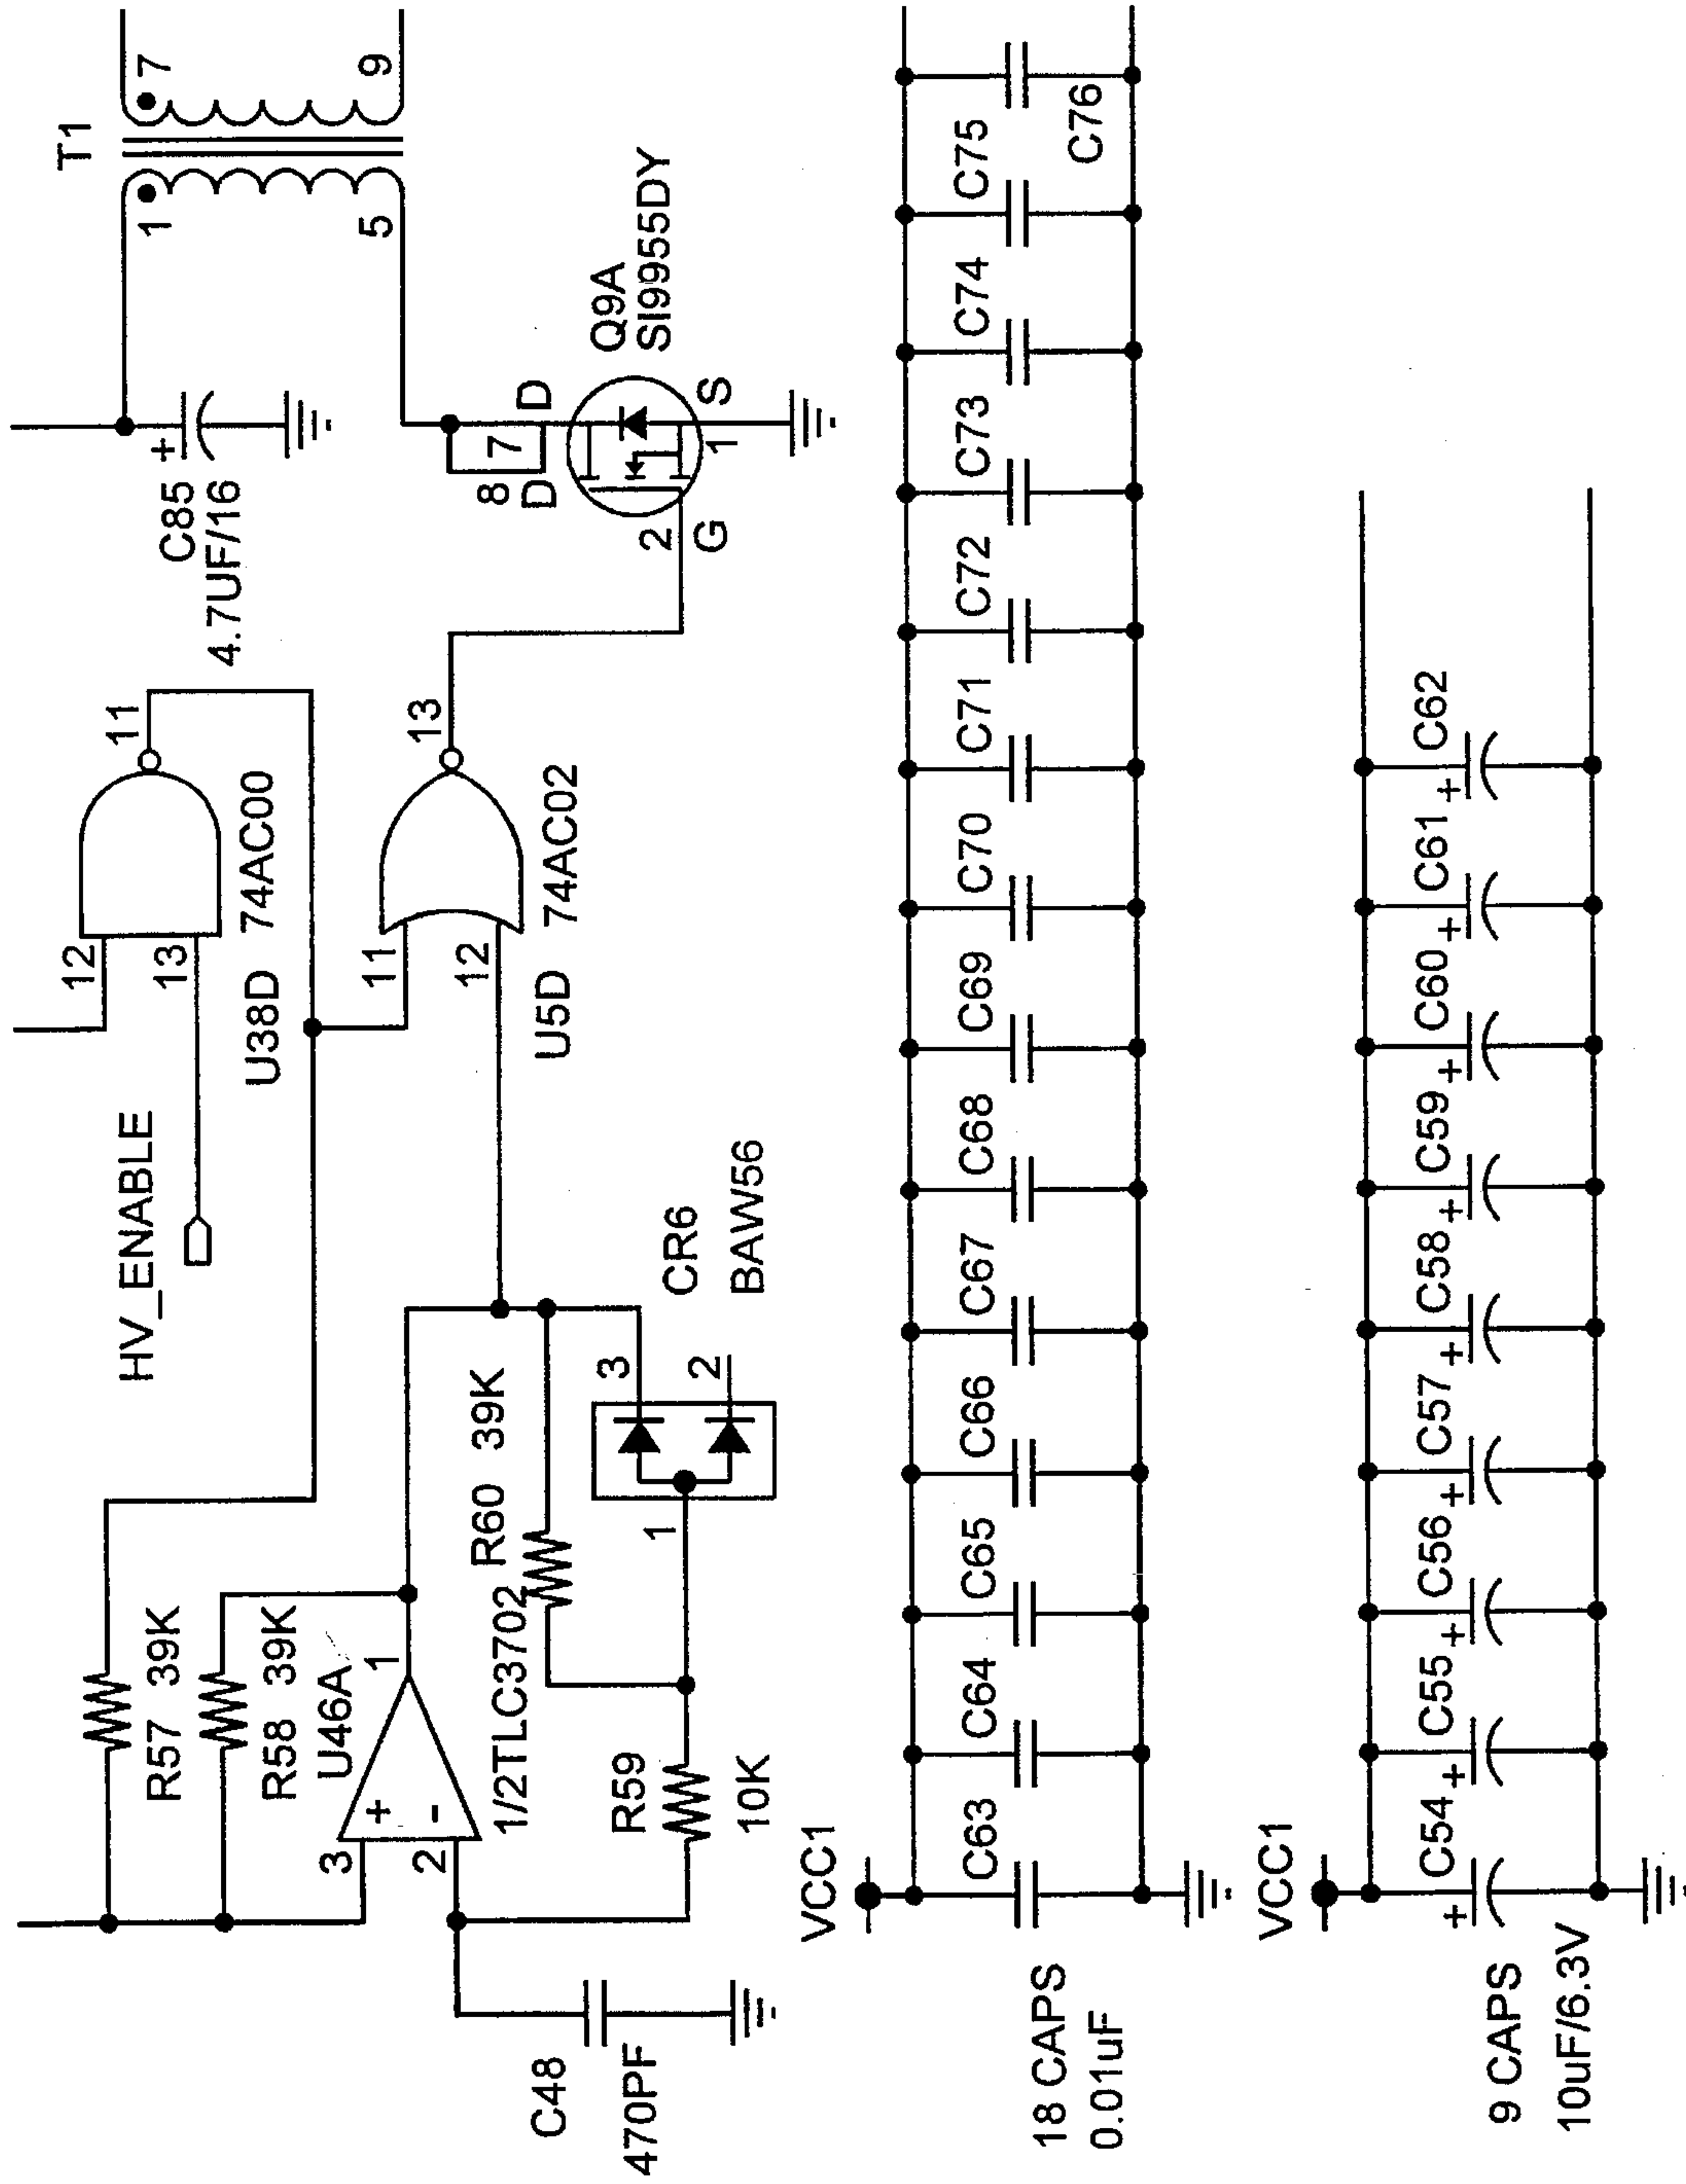 T1
1
7
5
9
C85
4.7UF/16
Q9A
SI9955DY
8
7
D
D
2
G
S
1
12
13
11
U38D 74AC00
HV_ENABLE
11
12
13
U5D 74AC02
R57 39K
R58 39K
U46A
3
2
+
-
1
1/2TLC3702
R60 39K
R59
10K
1
3
2
CR6
BAW56
C48
470PF
+
VCC1
C63
C64
C65
C66
C67
C68
C69
C70
C71
C72
C73
C74
C75
C76
18 CAPS
0.01uF
VCC1
C54
C55
C56
C57
C58
C59
C60
C61
C62
+
+
+
+
+
+
+
+
+
9 CAPS
10uF/6.3V